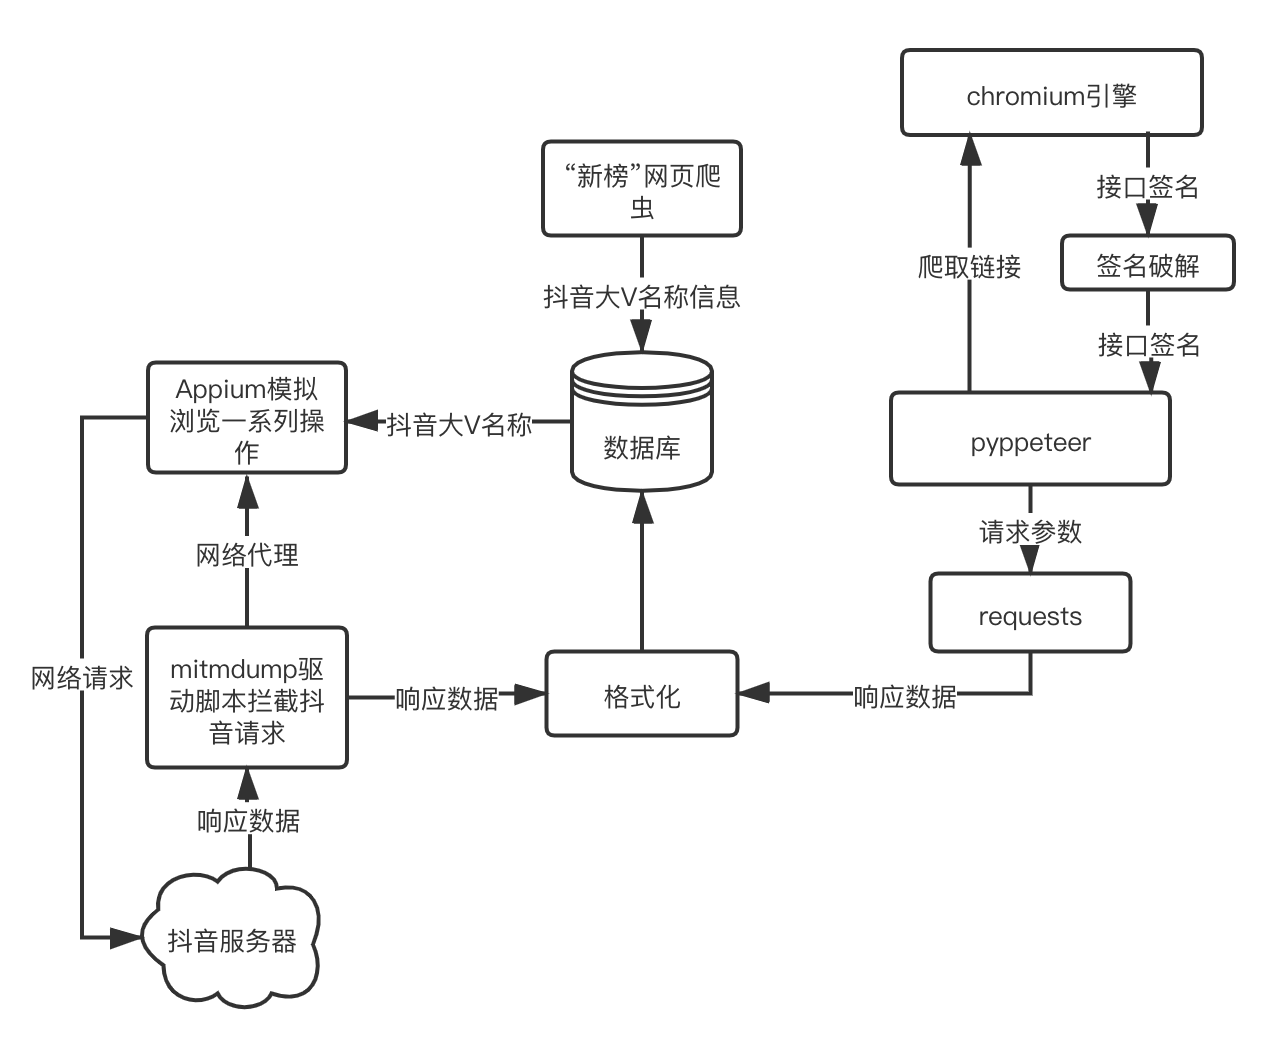 chromium引擎
“新榜”网页爬
虫
接口签名
爬取链接
签名破解
抖音大V名称信息
接口签名
Appium模拟
浏览一系列操
作
抖音大V名称
数据库
pyppeteer
请求参数
网络代理
requests
网络请求
mitmdump驱
动脚本拦截抖
音请求
响应数据
格式化
响应数据
响应数据
抖音服务器